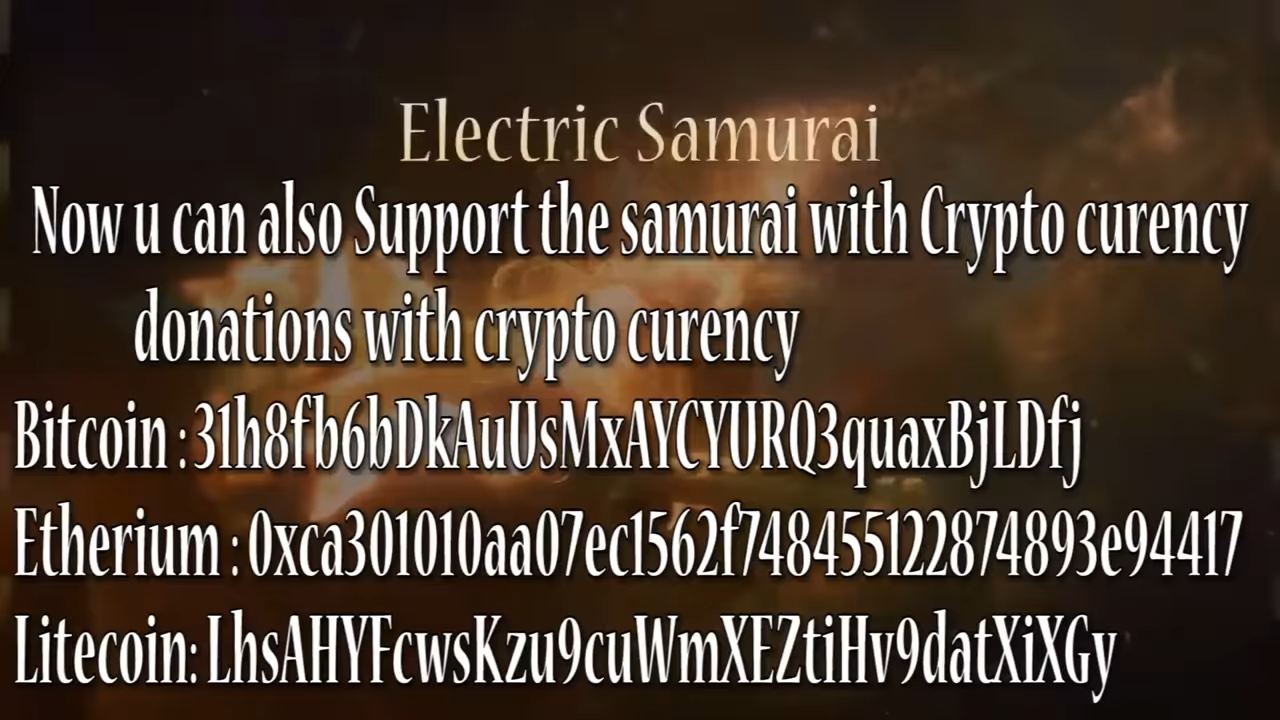 Electric Samurai
Now u can also Support the samurai with Crypto curency
donations with crypto curency
Bitcoin : 31h8fb6bDkAuUsMxAYCYURQ3quaxBjLDfj
Etherium : 0xca301010aa07ec1562f748455122874893e94417
Litecoin: LhsAHYFcwsKzu9cuWmXEZtiHv9datXiXGy